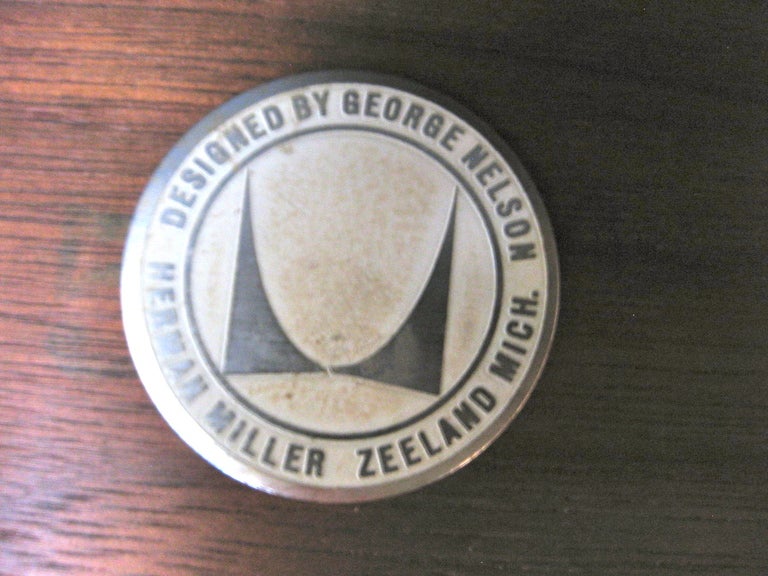 DESIGNED BY GEORGE NELSON
HERMAN MILLER ZEELAND MICH.